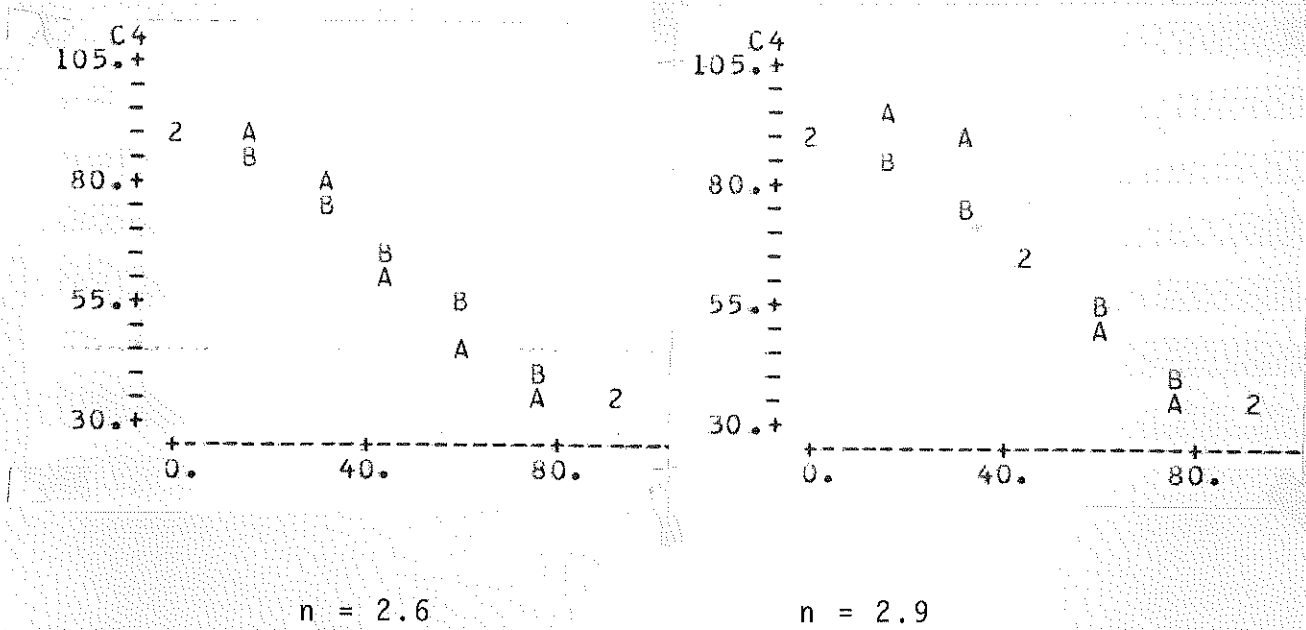 C4
105.+
-
-
-
2 A
- B
80.+ A
- B
-
- B
- A
55.+ B
-
- A
- B
- A 2
30.+
+---------+---------+------
0. 40. 80.
n = 2.6
C4
105.+
-
- A
2 - A
- B
80.+
- B
-
- 2
-
55.+ B
- A
-
- B
- A 2
30.+
+---------+---------+------
0. 40. 80.
n = 2.9